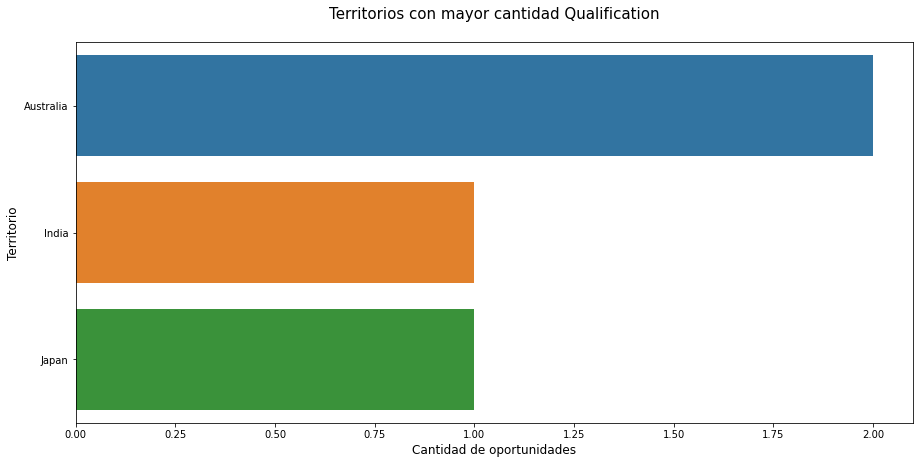 Territorios con mayor cantidad Qualification
Territorio
Australia
India
Japan
0.00 0.25 0.50 0.75 1.00 1.25 1.50 1.75 2.00
Cantidad de oportunidades